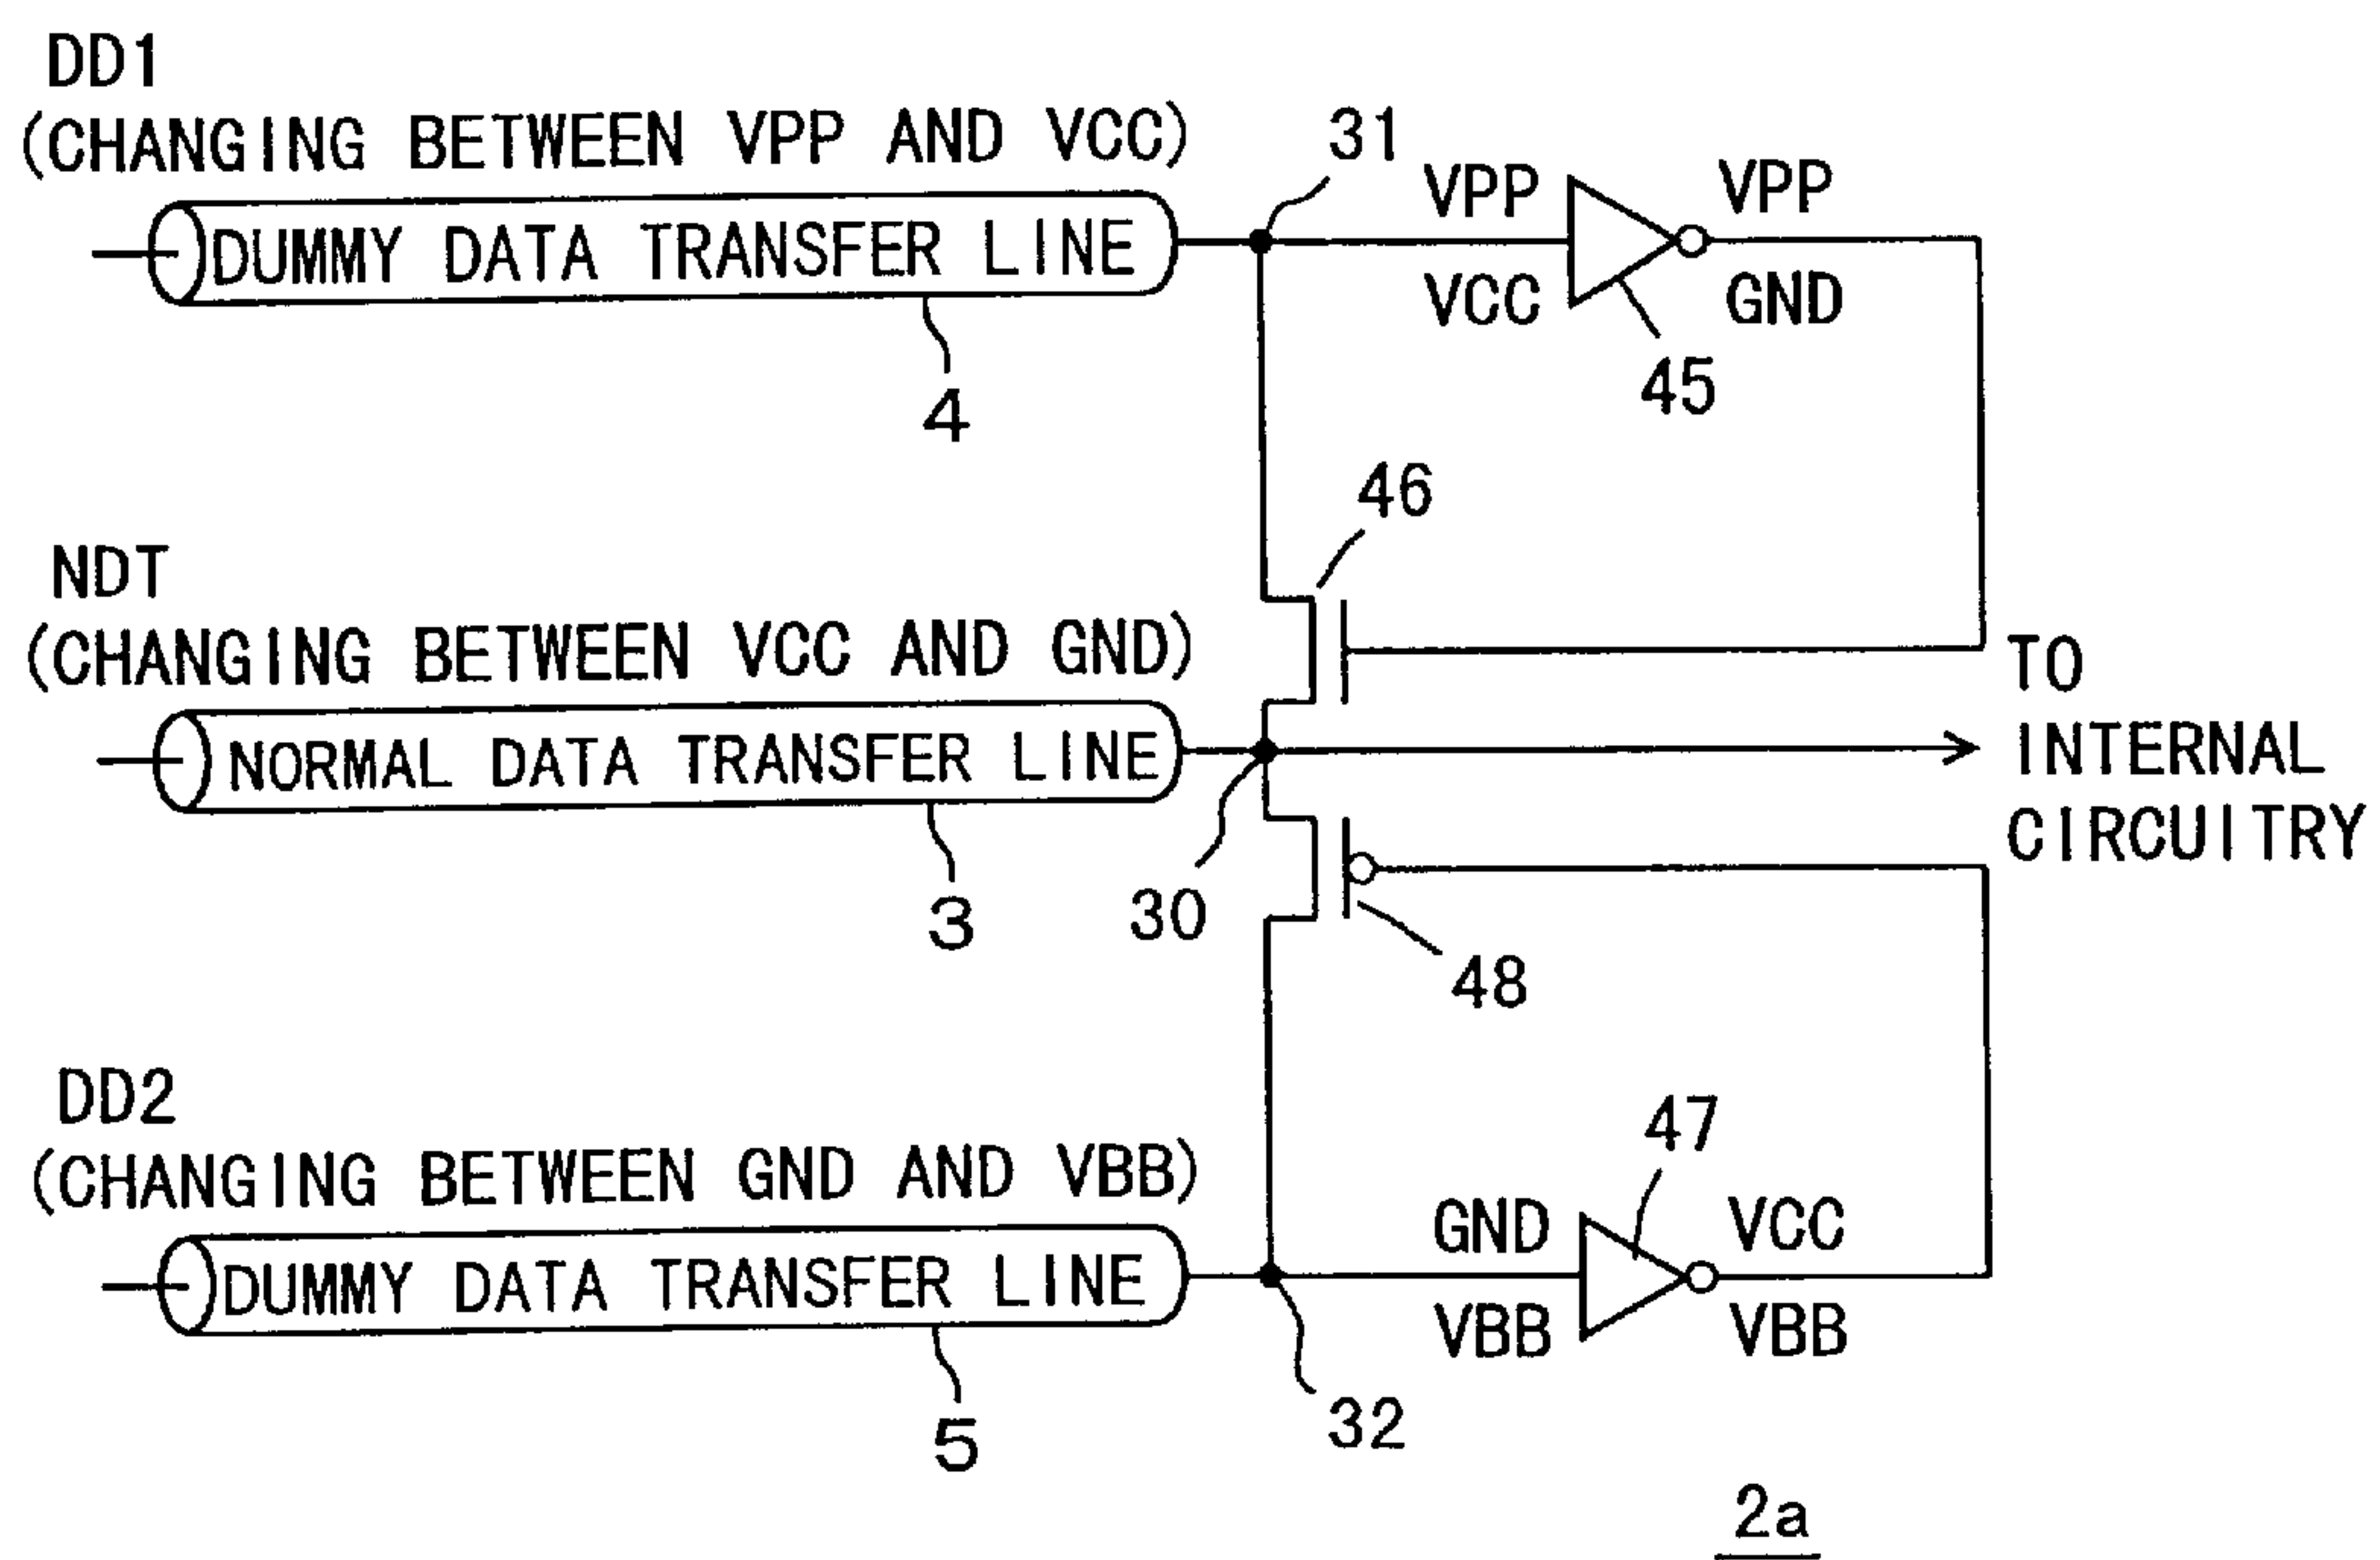 DD1
(CHANGING BETWEEN VPP AND VCC)
31
VPP
VPP
DUMMY DATA TRANSFER LINE
VCC
GND
45
4
46
NDT
(CHANGING BETWEEN VCC AND GND)
TO
INTERNAL
CIRCUITRY
NORMAL DATA TRANSFER LINE
3
30
48
DD2
(CHANGING BETWEEN GND AND VBB)
47
GND
VCC
DUMMY DATA TRANSFER LINE
VBB
VBB
5
32
2a